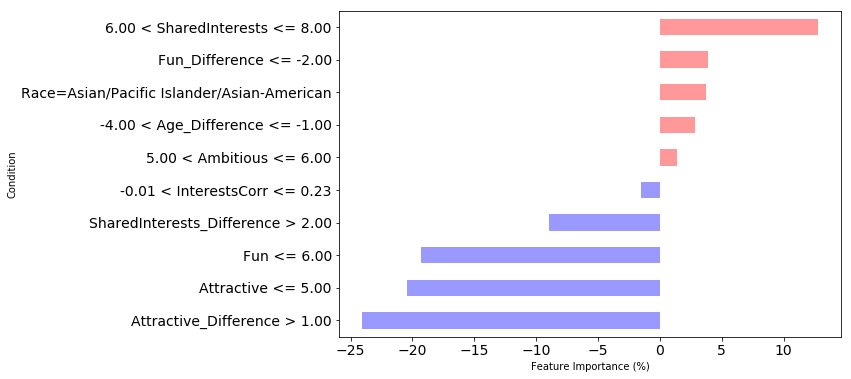 6.00 < SharedInterests <= 8.00
Fun_Difference <= -2.00
Race=Asian/Pacific Islander/Asian-American
-4.00 < Age_Difference <= -1.00
5.00 < Ambitious <= 6.00
-0.01 < InterestsCorr <= 0.23
SharedInterests_Difference > 2.00
Fun <= 6.00
Attractive <= 5.00
Attractive_Difference > 1.00
Condition
−25 −20 −15 −10 −5 0 5 10
Feature Importance (%)